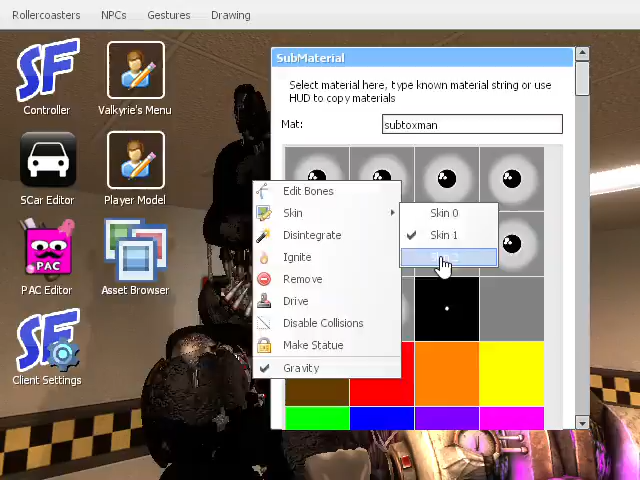 Rollercoasters NPCs Gestures Drawing
SF
Controller
Valkyrie's Menu
SCar Editor
Player Model
PAC
PAC Editor
Asset Browser
SF
Client Settings
SubMaterial
Select material here, type known material string or use
HUD to copy materials
Mat: subtoxman
Edit Bones
Skin
Disintegrate
Ignite
Remove
Drive
Disable Collisions
Make Statue
Gravity
Skin 0
Skin 1